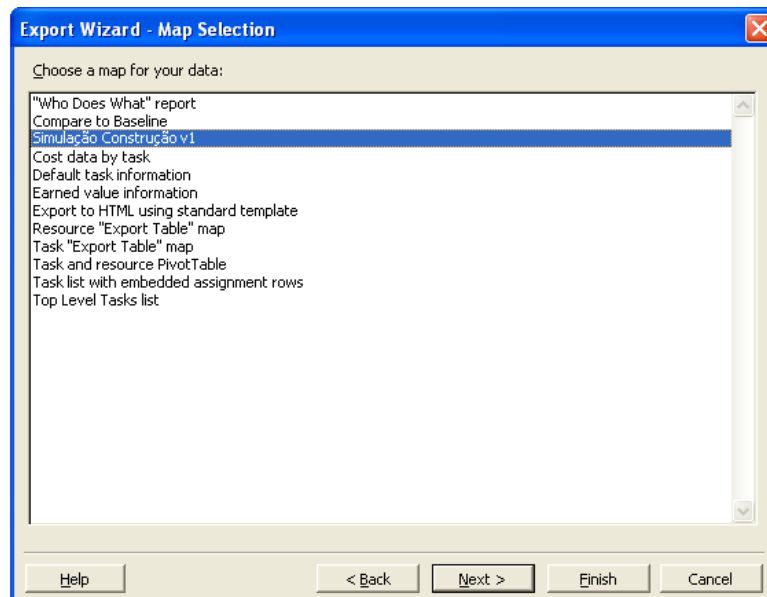 Export Wizard - Map Selection
Choose a map for your data:
"Who Does What" report
Compare to Baseline
Simulação Construção v1
Cost data by task
Default task information
Earned value information
Export to HTML using standard template
Resource "Export Table" map
Task "Export Table" map
Task and resource PivotTable
Task list with embedded assignment rows
Top Level Tasks list
Help
< Back
Next >
Finish
Cancel